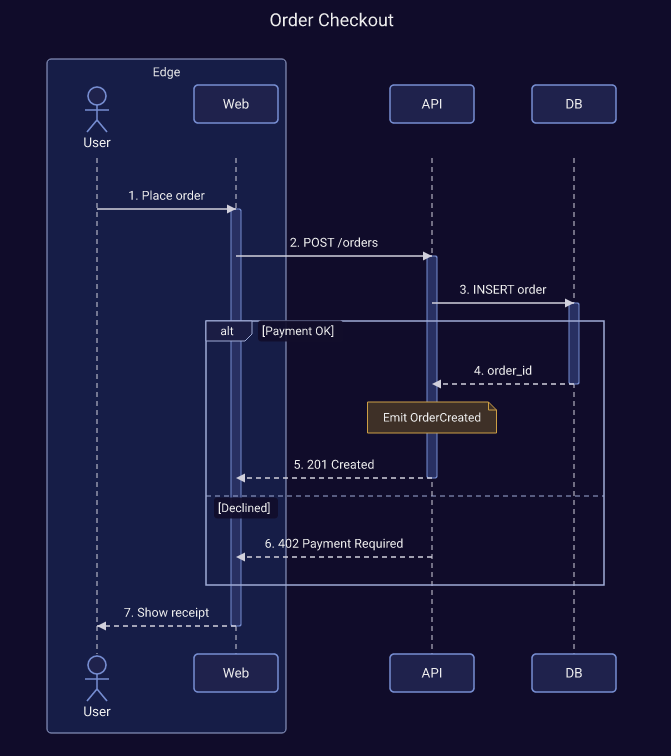 Order Checkout
Edge
User
Web
API
DB
1. Place order
2. POST /orders
3. INSERT order
alt
[Payment OK]
4. order_id
Emit OrderCreated
5. 201 Created
[Declined]
6. 402 Payment Required
7. Show receipt
User
Web
API
DB